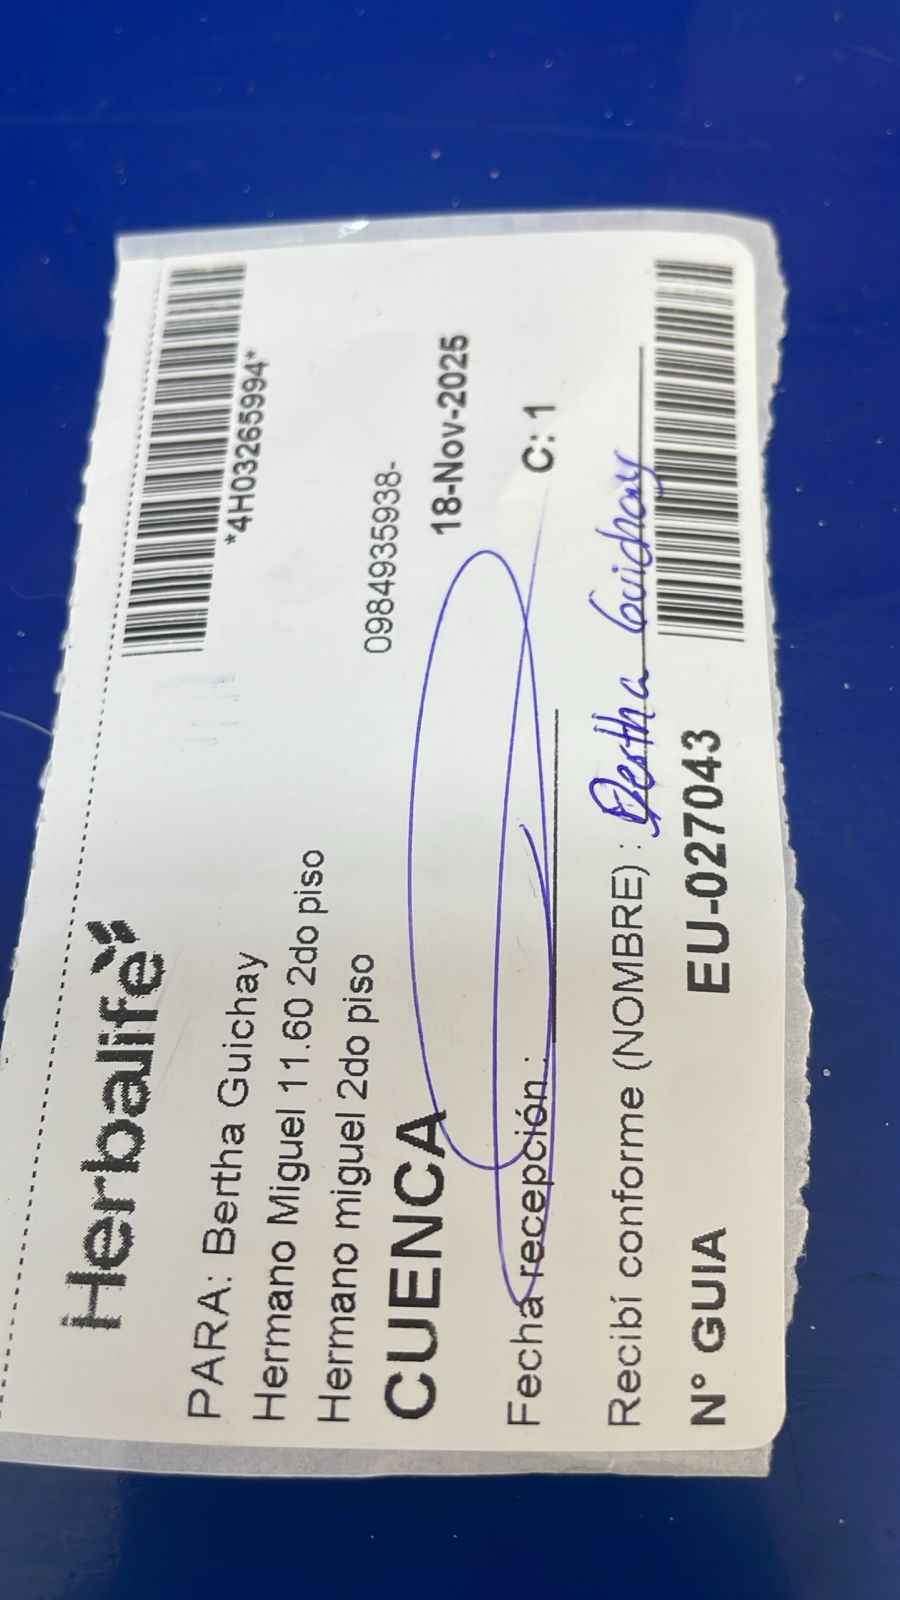 Herbalife
*4H03265994*
PARA: Bertha Guichay
Hermano Miguel 11.60 2do piso
Hermano miguel 2do piso
0984935938-
CUENCA
18-Nov-2025
Fecha recepción :
C: 1
Recibí conforme (NOMBRE) : Bertha Guichay
N° GUIA EU-027043